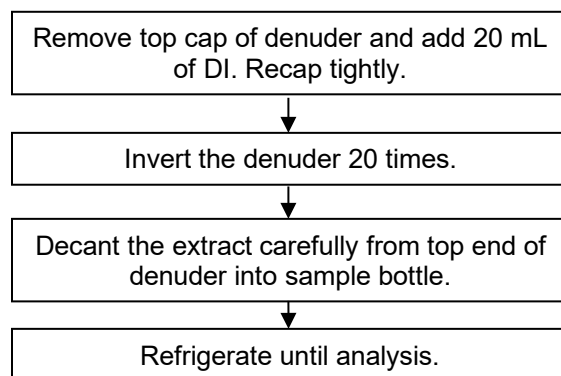 Remove top cap of denuder and add 20 mL
of DI. Recap tightly.
Invert the denuder 20 times.
Decant the extract carefully from top end of
denuder into sample bottle.
Refrigerate until analysis.